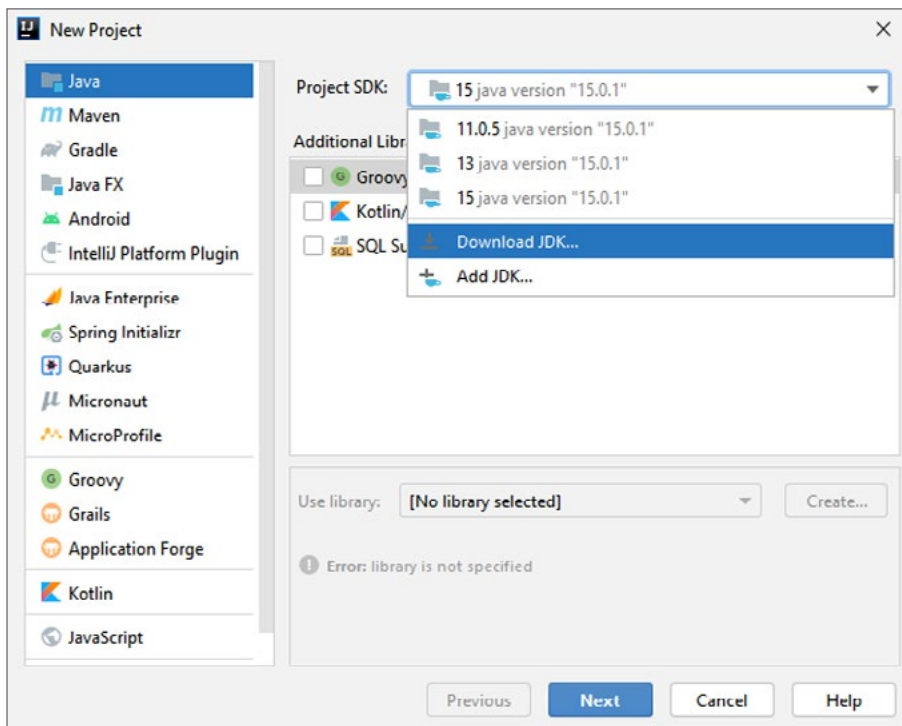 New Project
Java
Maven
Gradle
Java FX
Android
IntelliJ Platform Plugin
Java Enterprise
Spring Initializr
Quarkus
Micronaut
MicroProfile
Groovy
Grails
Application Forge
Kotlin
JavaScript
Project SDK: 15 java version "15.0.1"
11.0.5 java version "15.0.1"
13 java version "15.0.1"
15 java version "15.0.1"
Download JDK...
Add JDK...
Additional Libr
Groovy
Kotlin/
SQL Su
Use library: [No library selected] Create...
Error: library is not specified
Previous Next Cancel Help